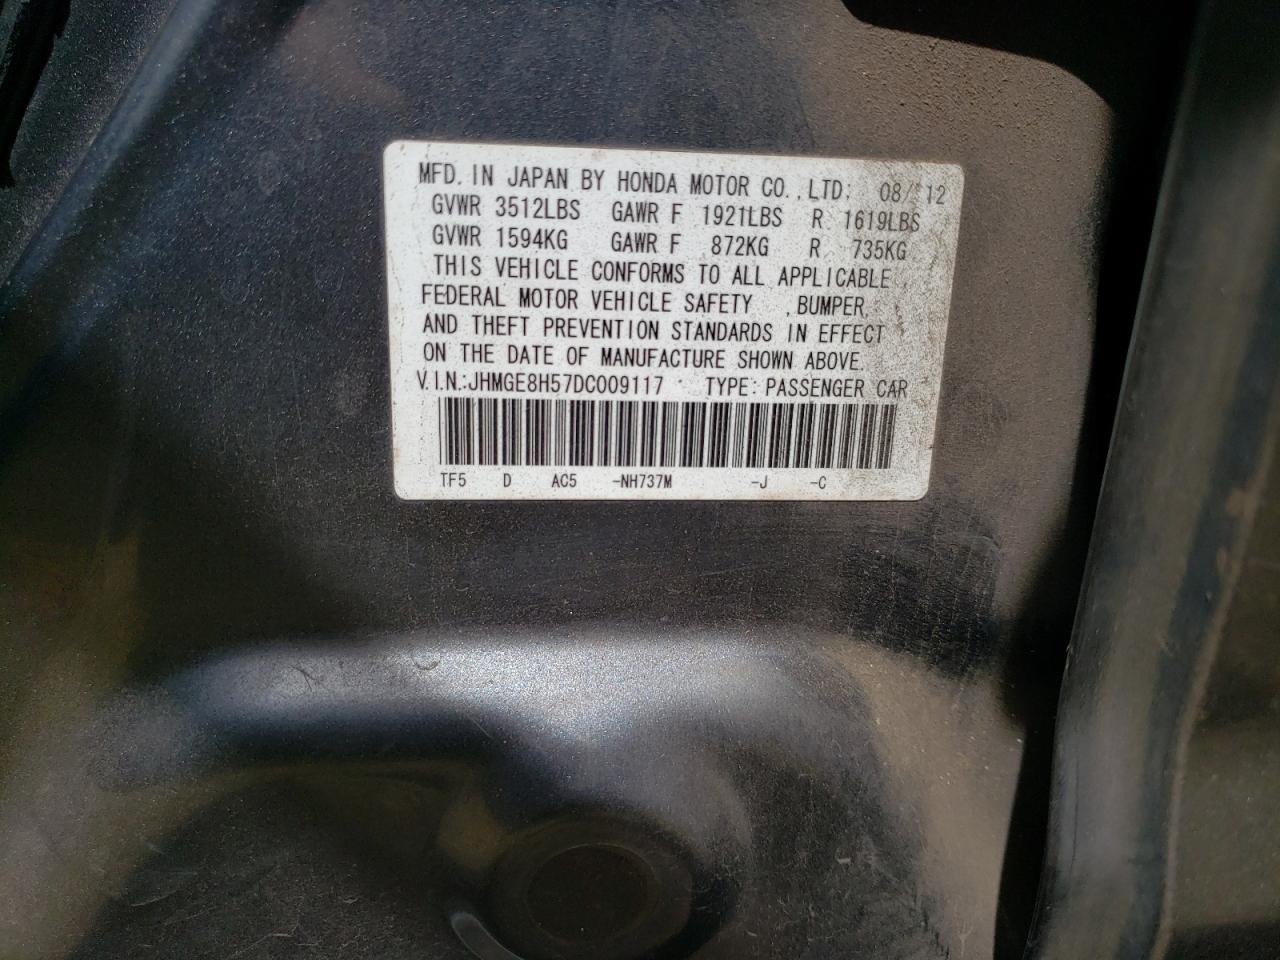 MFD. IN JAPAN BY HONDA MOTOR CO., LTD: 08/ 12
GVWR 3512LBS GAWR F 1921LBS R 1619LBS
GVWR 1594KG GAWR F 872KG R 735KG
THIS VEHICLE CONFORMS TO ALL APPLICABLE
FEDERAL MOTOR VEHICLE SAFETY , BUMPER,
AND THEFT PREVENTION STANDARDS IN EFFECT
ON THE DATE OF MANUFACTURE SHOWN ABOVE.
V.I.N.:JHMGE8H57DC009117 TYPE: PASSENGER CAR
TF5 D AC5 -NH737M -J -C